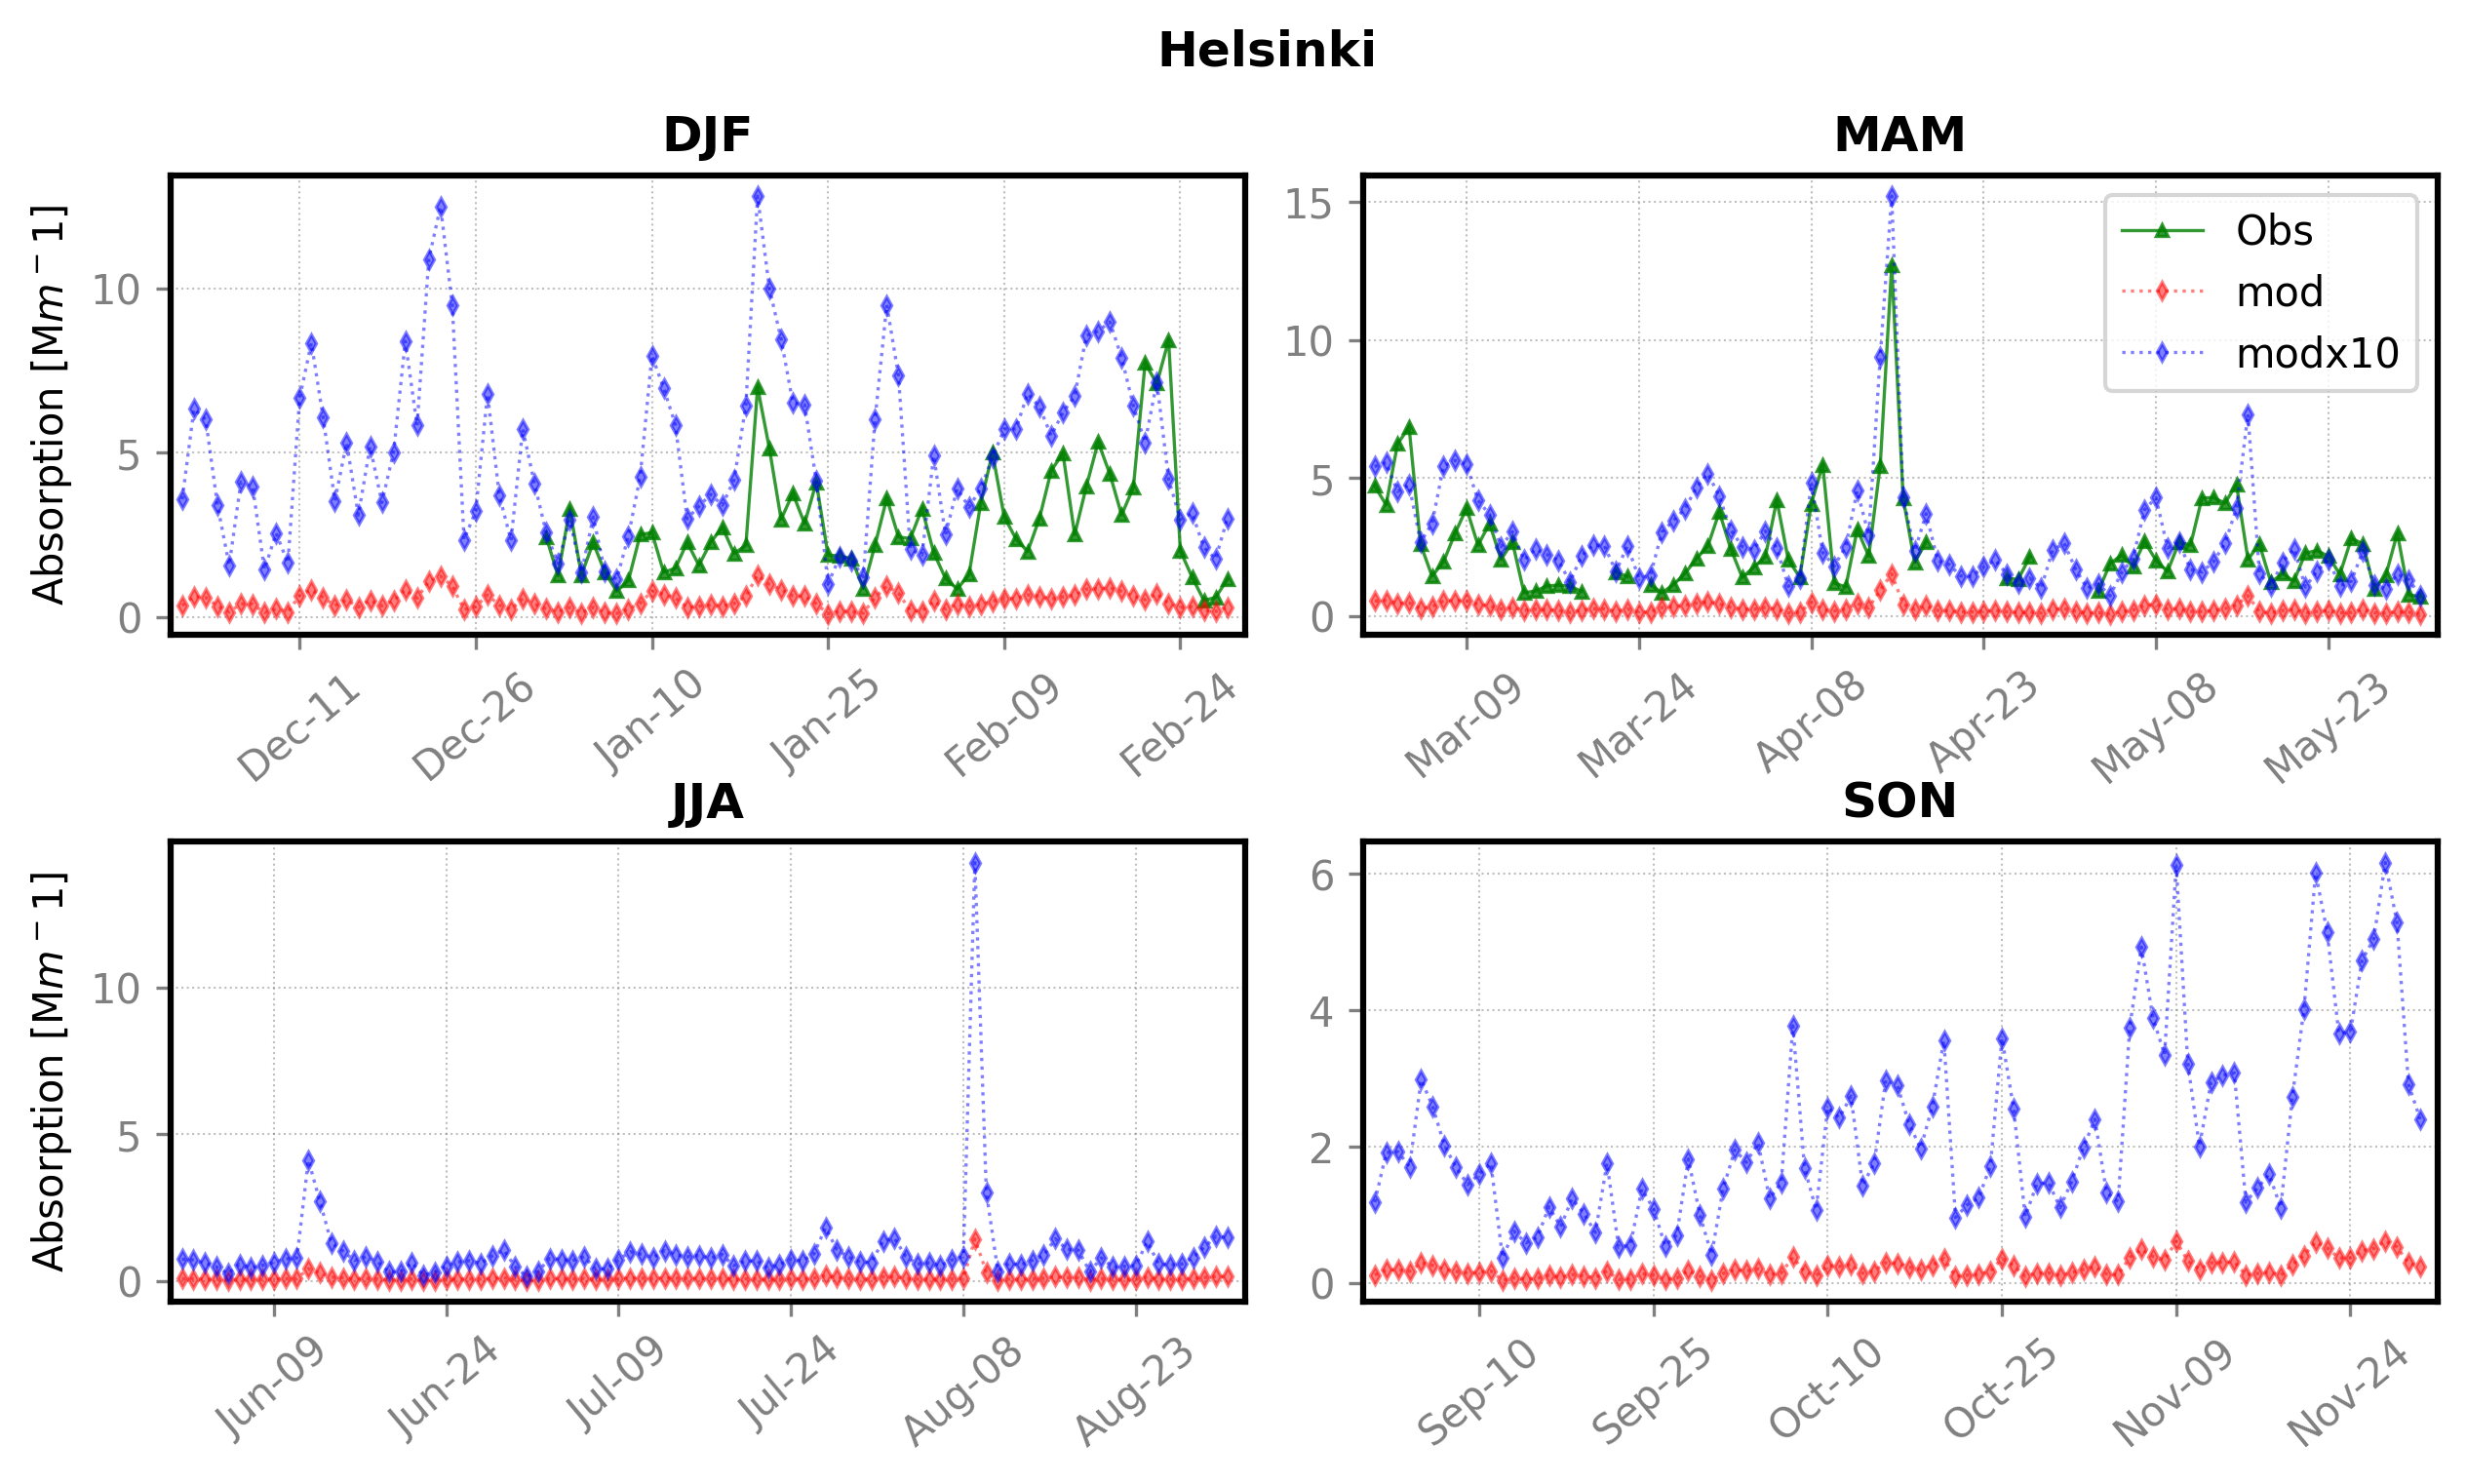 Helsinki
DJF
Absorption [Mm − 1]
10
5
0
Dec-11
Dec-26
Jan-10
Jan-25
Feb-09
Feb-24
MAM
15
10
5
0
Obs
mod
modx10
Mar-09
Mar-24
Apr-08
Apr-23
May-08
May-23
JJA
Absorption [Mm − 1]
10
5
0
Jun-09
Jun-24
Jul-09
Jul-24
Aug-08
Aug-23
SON
6
4
2
0
Sep-10
Sep-25
Oct-10
Oct-25
Nov-09
Nov-24